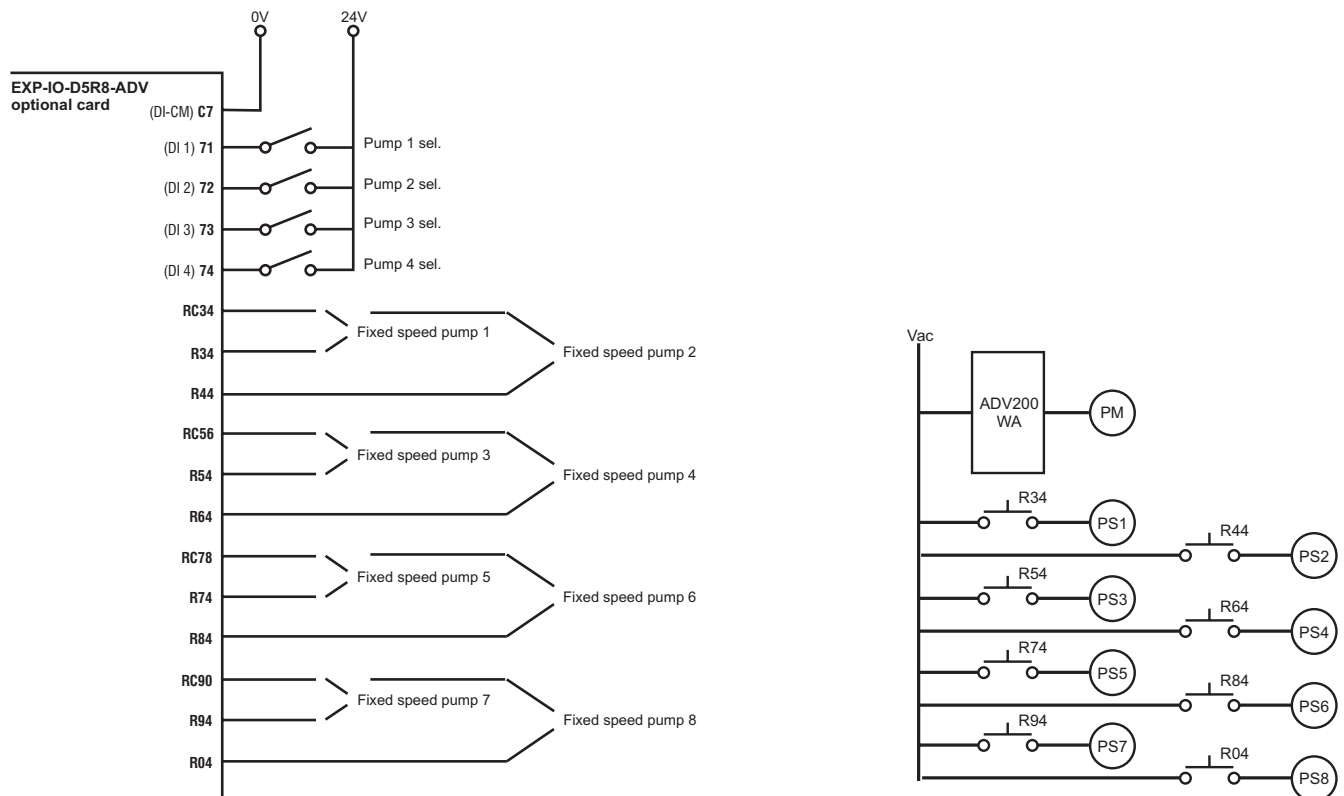 0V 24V
EXP-IO-D5R8-ADV
optional card
(DI-CM) C7
(DI 1) 71 Pump 1 sel.
(DI 2) 72 Pump 2 sel.
(DI 3) 73 Pump 3 sel.
(DI 4) 74 Pump 4 sel.
RC34
Fixed speed pump 1
R34
Fixed speed pump 2
R44
RC56
Fixed speed pump 3
R54
Fixed speed pump 4
R64
RC78
Fixed speed pump 5
R74
Fixed speed pump 6
R84
RC90
Fixed speed pump 7
R94
Fixed speed pump 8
R04
Vac
ADV200
WA
PM
R34
PS1
R44
PS2
R54
PS3
R64
PS4
R74
PS5
R84
PS6
R94
PS7
R04
PS8